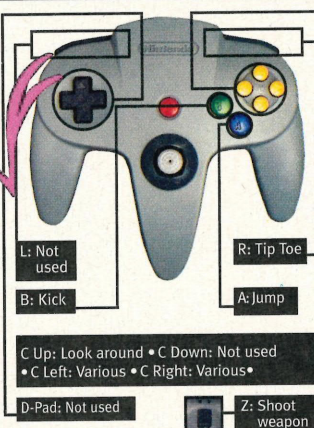 Nintendo
L: Not
used
R: Tip Toe
B: Kick
A: Jump
C Up: Look around • C Down: Not used
• C Left: Various • C Right: Various•
D-Pad: Not used
Z: Shoot
weapon